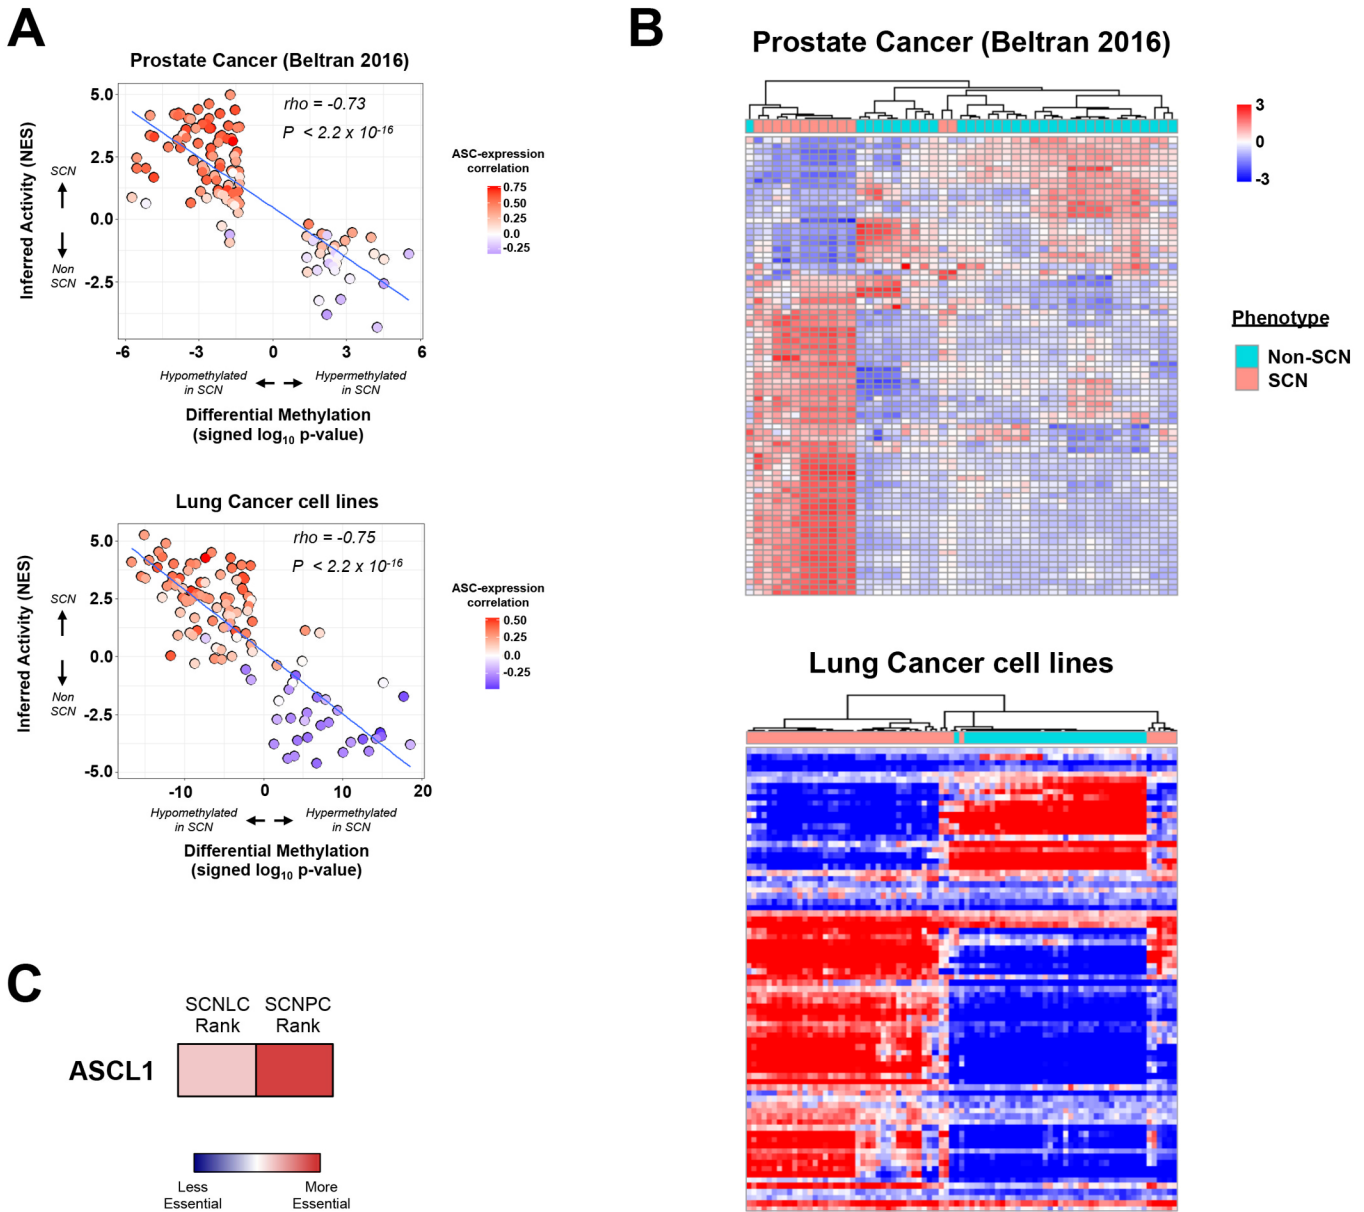 A
Prostate Cancer (Beltran 2016)
rho = -0.73
P < 2.2 x 10-16
Inferred Activity (NES)
SCN
Non
SCN
5.0
2.5
0.0
-2.5
-6
-3
0
3
6
Hypomethylated
in SCN
Hypermethylated
in SCN
Differential Methylation
(signed log10 p-value)
ASC-expression
correlation
0.75
0.50
0.25
0.0
-0.25
Lung Cancer cell lines
rho = -0.75
P < 2.2 x 10-16
Inferred Activity (NES)
SCN
Non
SCN
5.0
2.5
0.0
-2.5
-5.0
-10
0
10
20
Hypomethylated
in SCN
Hypermethylated
in SCN
Differential Methylation
(signed log10 p-value)
ASC-expression
correlation
0.50
0.25
0.0
-0.25
B
Prostate Cancer (Beltran 2016)
3
0
-3
Phenotype
Non-SCN
SCN
Lung Cancer cell lines
C
SCNLC
Rank
SCNPC
Rank
ASCL1
Less
Essential
More
Essential